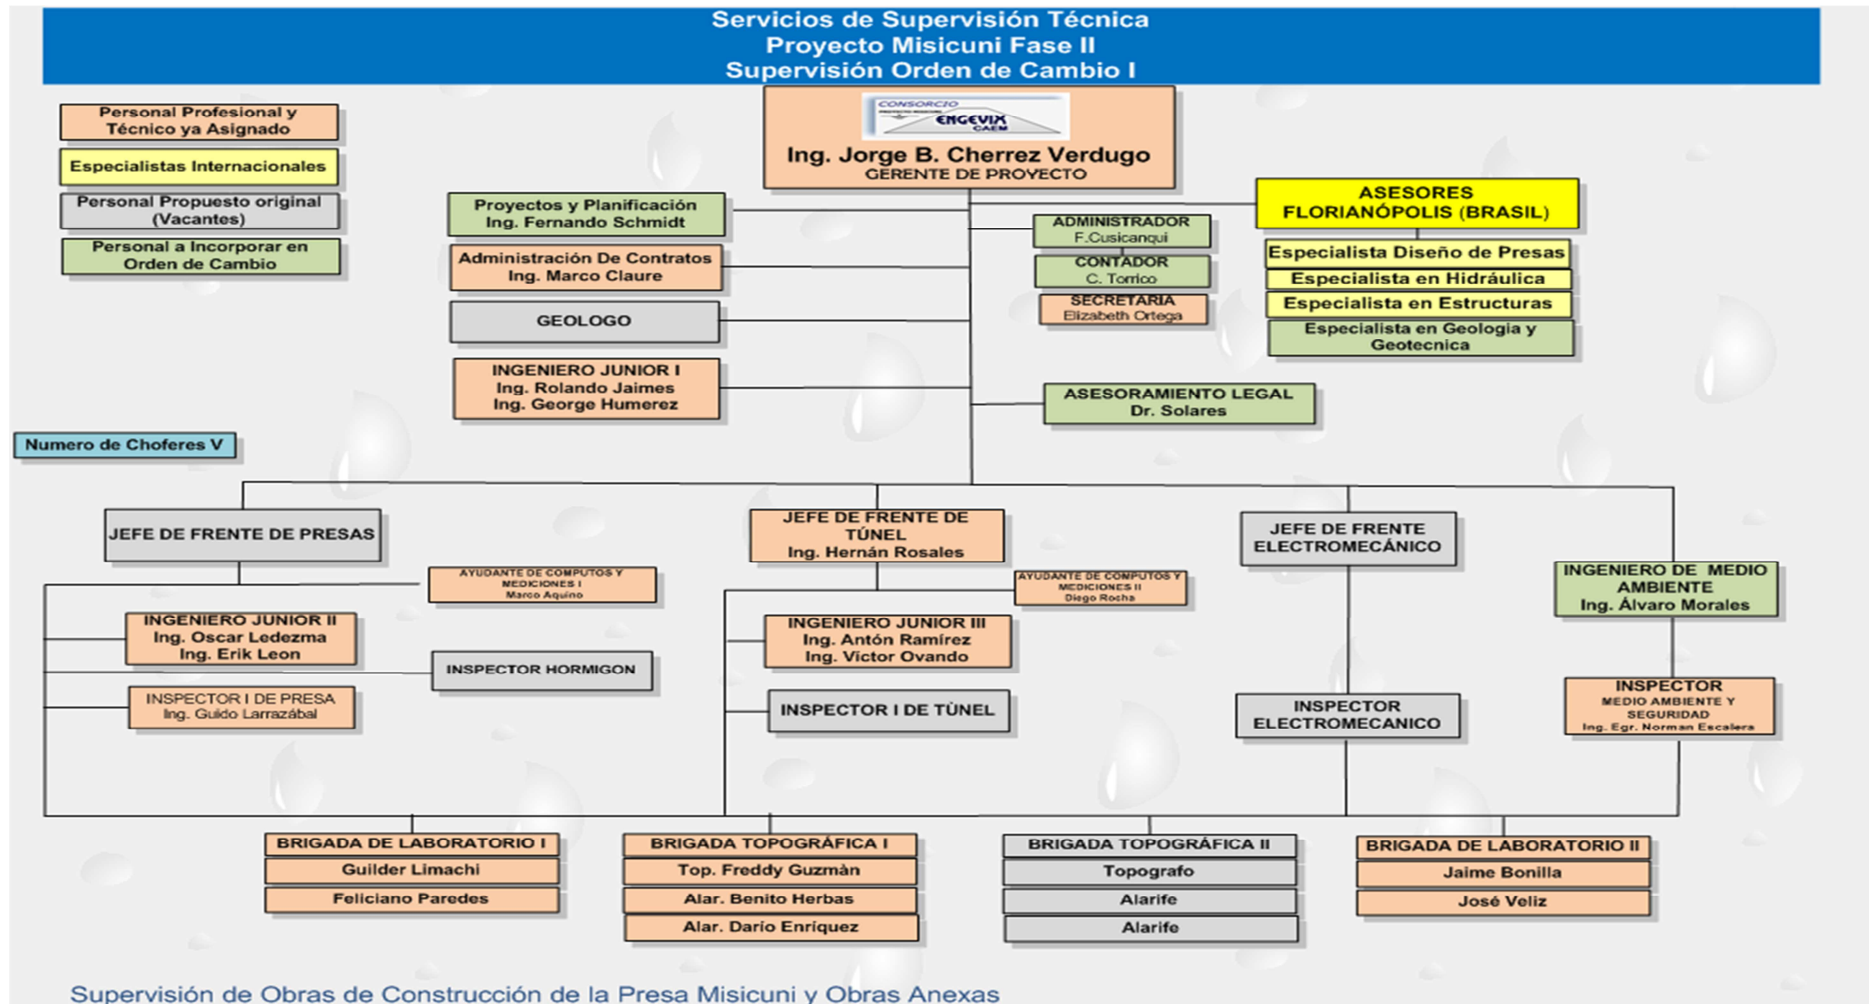 Servicios de Supervisión Técnica
Proyecto Misicuni Fase II
Supervisión Orden de Cambio I
Personal Profesional y
Técnico ya Asignado
Especialistas Internacionales
Personal Propuesto original
(Vacantes)
Personal a Incorporar en
Orden de Cambio
CONSORCIO
ENGEVIX
CAEM
Ing. Jorge B. Cherrez Verdugo
GERENTE DE PROYECTO
Proyectos y Planificación
Ing. Fernando Schmidt
Administración De Contratos
Ing. Marco Claure
GEOLOGO
INGENIERO JUNIOR I
Ing. Rolando Jaimes
Ing. George Humerez
ADMINISTRADOR
F.Cusicanqui
CONTADOR
C. Torrico
SECRETARIA
Elizabeth Ortega
ASESORES
FLORIANÓPOLIS (BRASIL)
Especialista Diseño de Presas
Especialista en Hidráulica
Especialista en Estructuras
Especialista en Geologia y
Geotecnica
ASESORAMIENTO LEGAL
Dr. Solares
Numero de Choferes V
JEFE DE FRENTE DE PRESAS
AYUDANTE DE COMPUTOS Y
MEDICIONES I
Marco Aquino
INGENIERO JUNIOR II
Ing. Oscar Ledezma
Ing. Erik Leon
INSPECTOR HORMIGON
INSPECTOR I DE PRESA
Ing. Guido Larrazábal
JEFE DE FRENTE DE
TÚNEL
Ing. Hernán Rosales
AYUDANTE DE COMPUTOS Y
MEDICIONES II
Diego Rocha
INGENIERO JUNIOR III
Ing. Antón Ramírez
Ing. Víctor Ovando
INSPECTOR I DE TÙNEL
JEFE DE FRENTE
ELECTROMECÁNICO
INSPECTOR
ELECTROMECANICO
INGENIERO DE MEDIO
AMBIENTE
Ing. Álvaro Morales
INSPECTOR
MEDIO AMBIENTE Y
SEGURIDAD
Ing. Egr. Norman Escalera
BRIGADA DE LABORATORIO I
Guilder Limachi
Feliciano Paredes
BRIGADA TOPOGRÁFICA I
Top. Freddy Guzmàn
Alar. Benito Herbas
Alar. Darío Enríquez
BRIGADA TOPOGRÁFICA II
Topografo
Alarife
Alarife
BRIGADA DE LABORATORIO II
Jaime Bonilla
José Veliz
Supervisión de Obras de Construcción de la Presa Misicuni y Obras Anexas